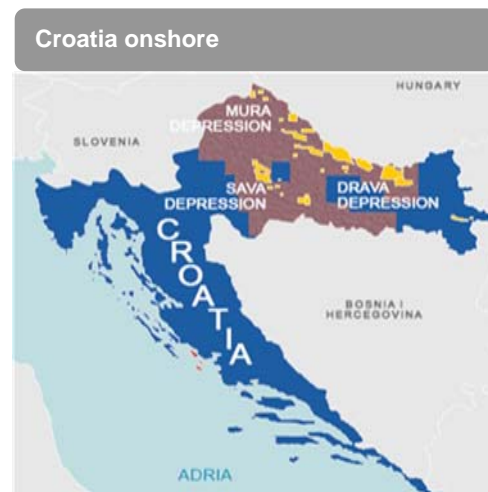 Croatia onshore
HUNGARY
MURA
DEPRESSION
SLOVENIA
SAVA
DEPRESSION
DRAVA
DEPRESSION
CROATIA
BOSNIA I
HERCEGOVINA
ADRIA